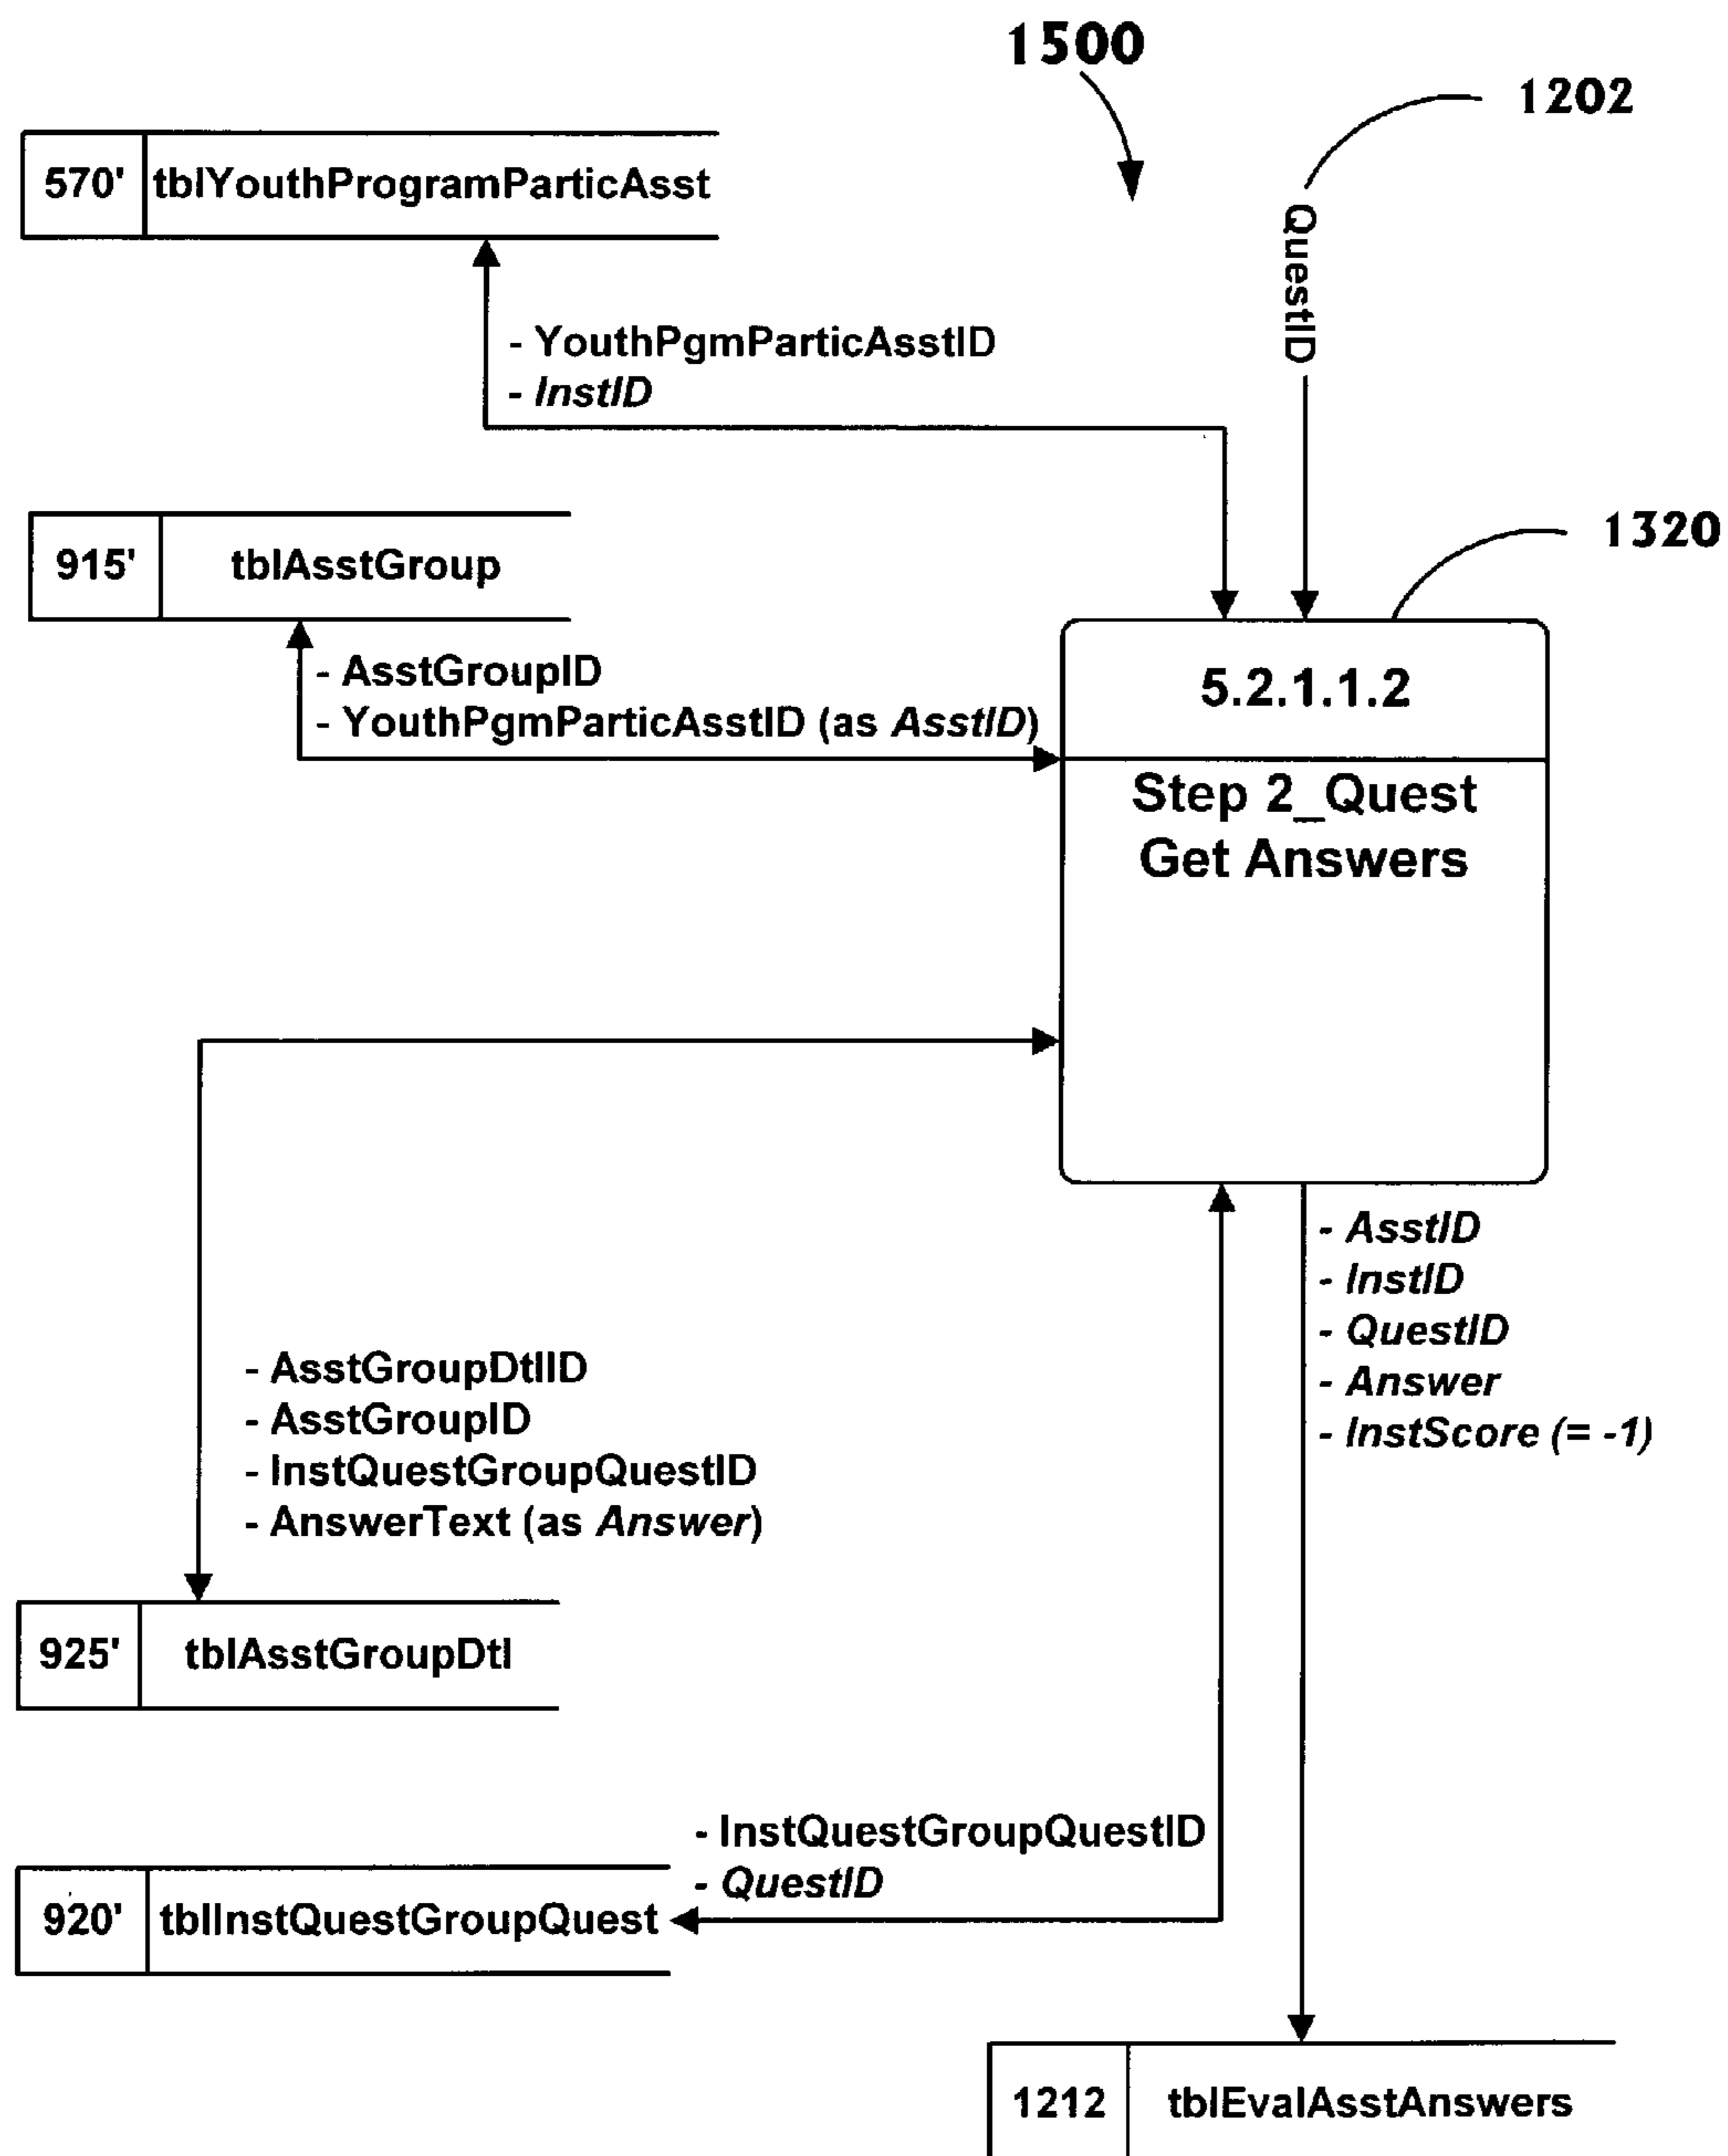 1500
1202
570' tblYouthProgramParticAsst
QuestID
- YouthPgmParticAsstID
- InstID
915' tblAsstGroup
1320
- AsstGroupID
- YouthPgmParticAsstID (as AsstID)
5.2.1.1.2
Step 2_Quest
Get Answers
- AsstID
- InstID
- QuestID
- Answer
- InstScore (= -1)
- AsstGroupDtlID
- AsstGroupID
- InstQuestGroupQuestID
- AnswerText (as Answer)
925' tblAsstGroupDtl
- InstQuestGroupQuestID
- QuestID
920' tblInstQuestGroupQuest
1212 tblEvalAsstAnswers